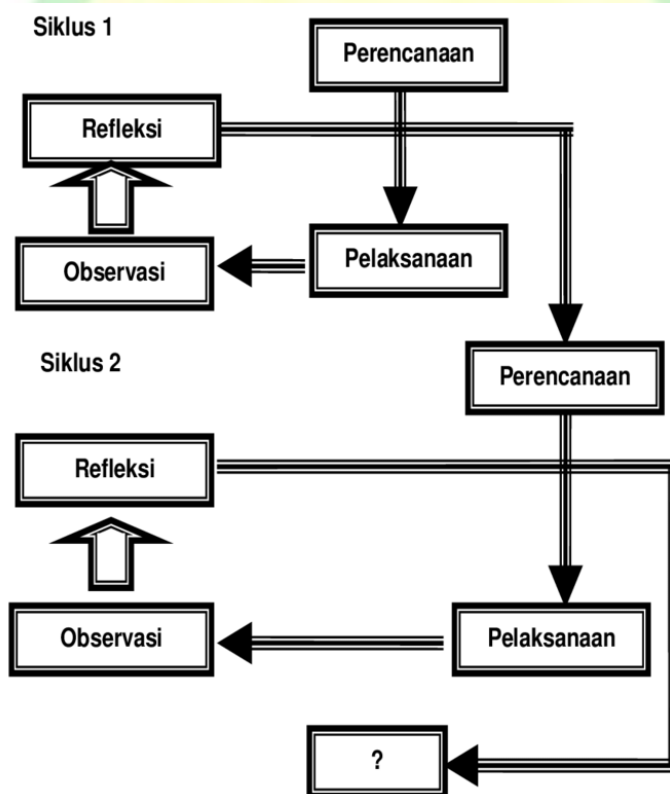 Siklus 1
Perencanaan
Refleksi
Pelaksanaan
Observasi
Siklus 2
Perencanaan
Refleksi
Pelaksanaan
Observasi
?